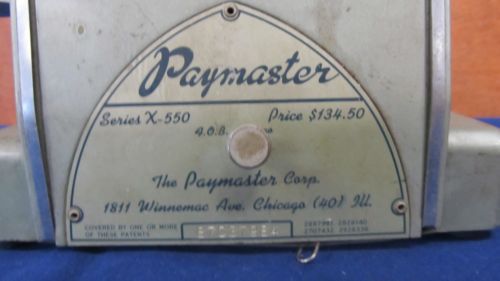 Paymaster
Series X-550 Price $134.50
F.O.B.
The Paymaster Corp.
1811 Winnemac Ave. Chicago (40) Ill.
COVERED BY ONE OR MORE
OF THESE PATENTS